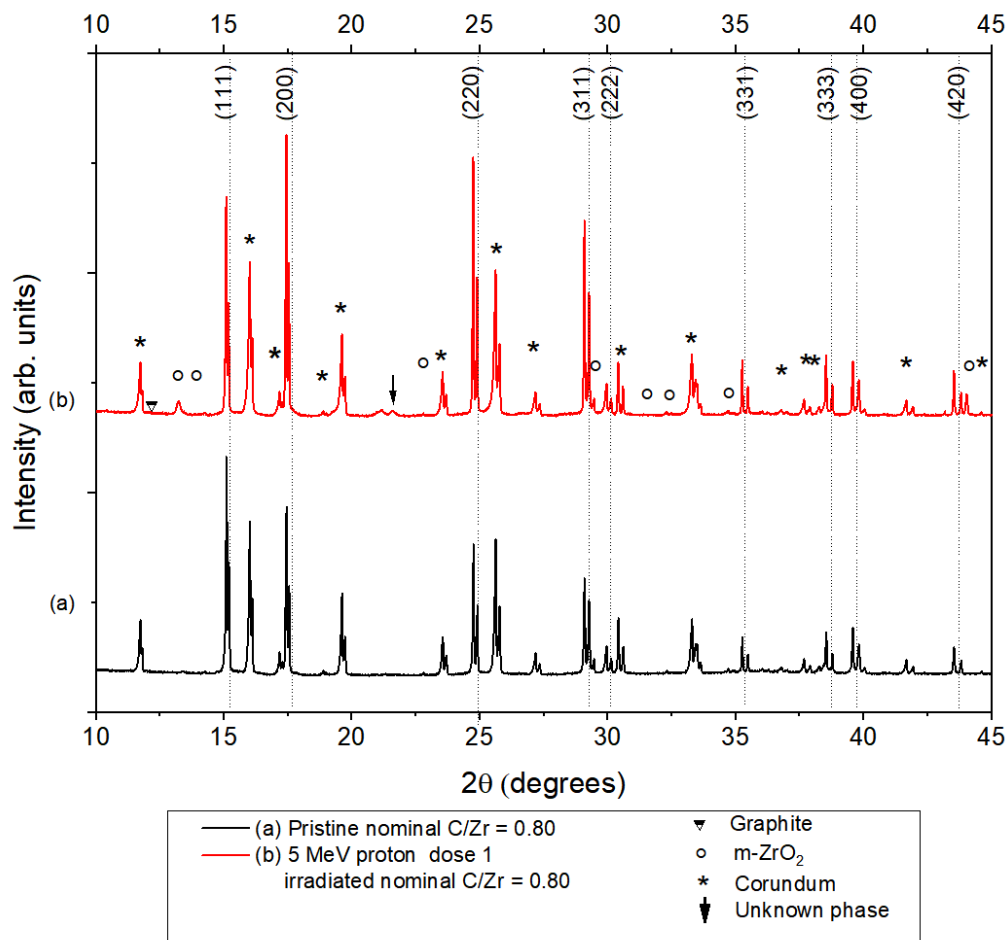 10 15 20 25 30 35 40 45
(111) (200) (220) (311) (222) (331) (333) (400) (420)
* * * * * * * * * * * * * * *
Intensity (arb. units)
(b)
(a)
10 15 20 25 30 35 40 45
2θ (degrees)
(a) Pristine nominal C/Zr = 0.80
(b) 5 MeV proton dose 1
irradiated nominal C/Zr = 0.80
Graphite
m-ZrO₂
* Corundum
Unknown phase